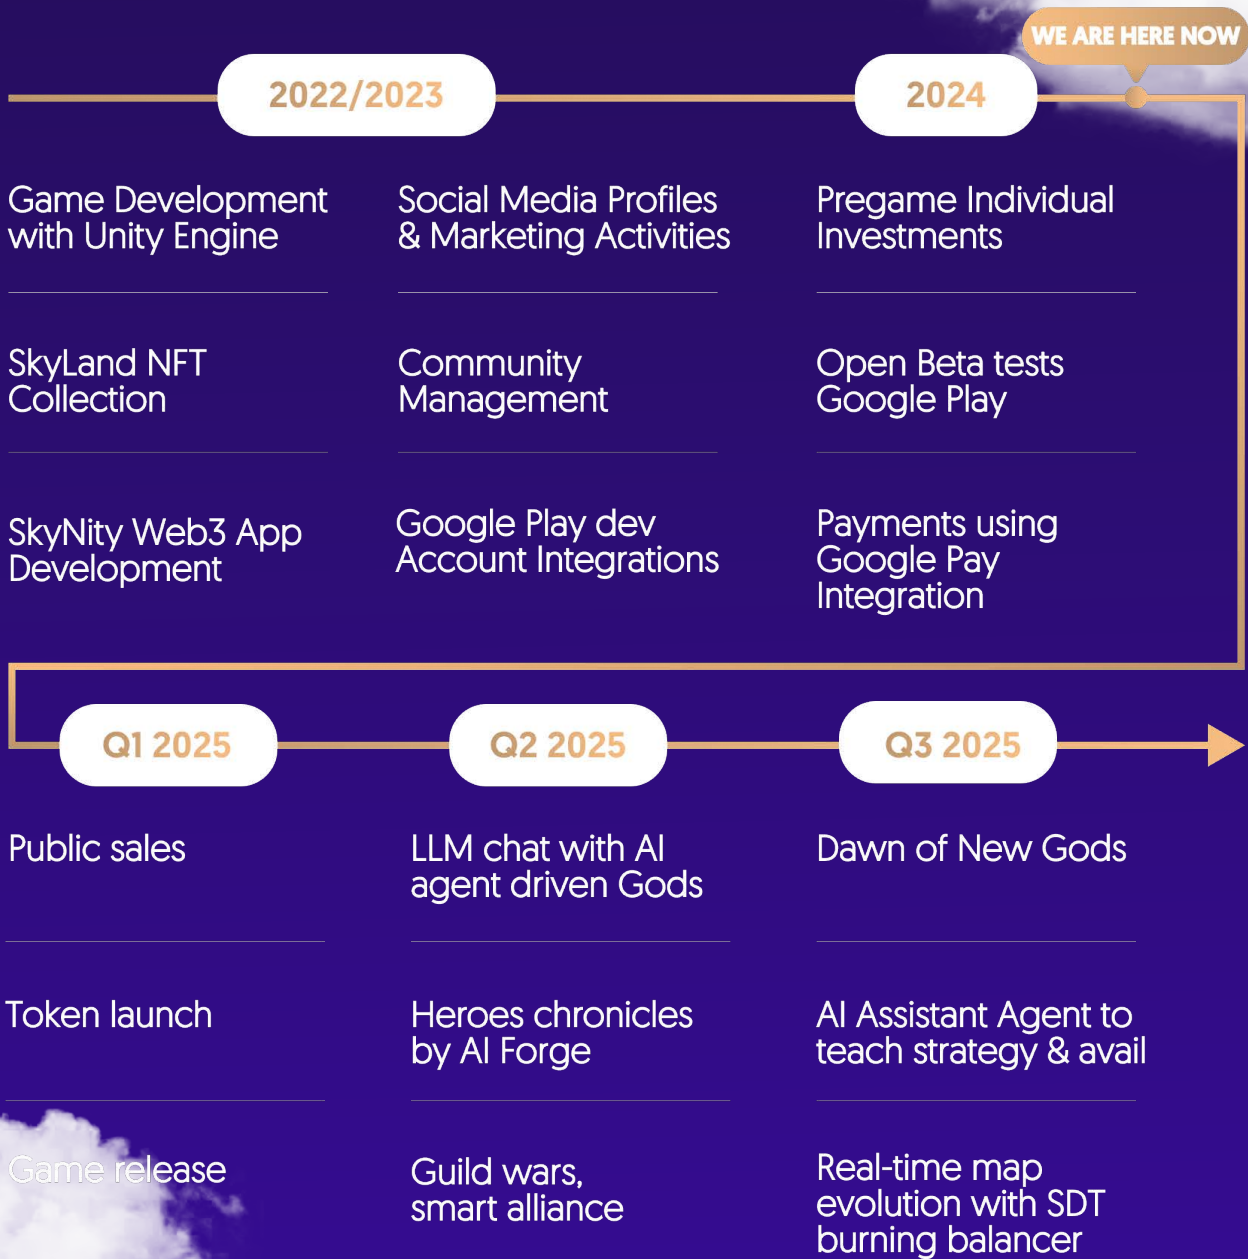 WE ARE HERE NOW
2022/2023
2024
Game Development
with Unity Engine
Social Media Profiles
& Marketing Activities
Pregame Individual
Investments
SkyLand NFT
Collection
Community
Management
Open Beta tests
Google Play
SkyNity Web3 App
Development
Google Play dev
Account Integrations
Payments using
Google Pay
Integration
Q1 2025
Q2 2025
Q3 2025
Public sales
LLM chat with AI
agent driven Gods
Dawn of New Gods
Token launch
Heroes chronicles
by AI Forge
AI Assistant Agent to
teach strategy & avail
Game release
Guild wars,
smart alliance
Real-time map
evolution with SDT
burning balancer